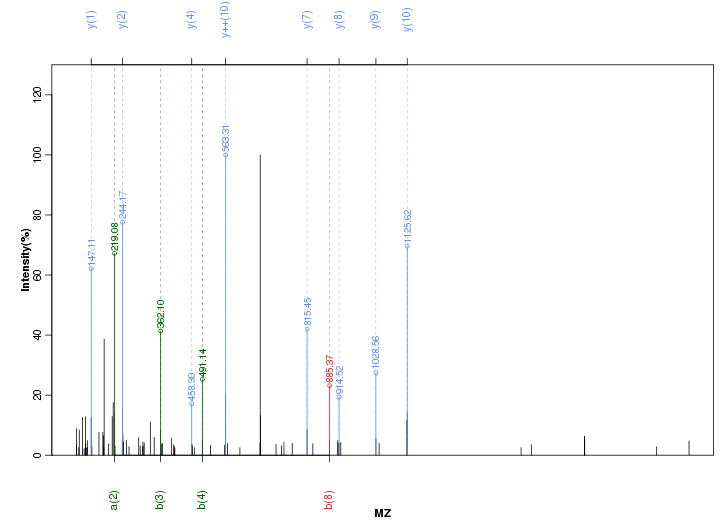 y(1)
y(2)
y(4)
y++(10)
y(7)
y(8)
y(9)
y(10)
Intensity(%)
0
20
40
60
80
100
120
147.11
219.08
244.17
362.10
458.30
491.14
563.31
815.45
885.37
914.52
1028.56
1125.62
a(2)
b(3)
b(4)
b(8)
MZ